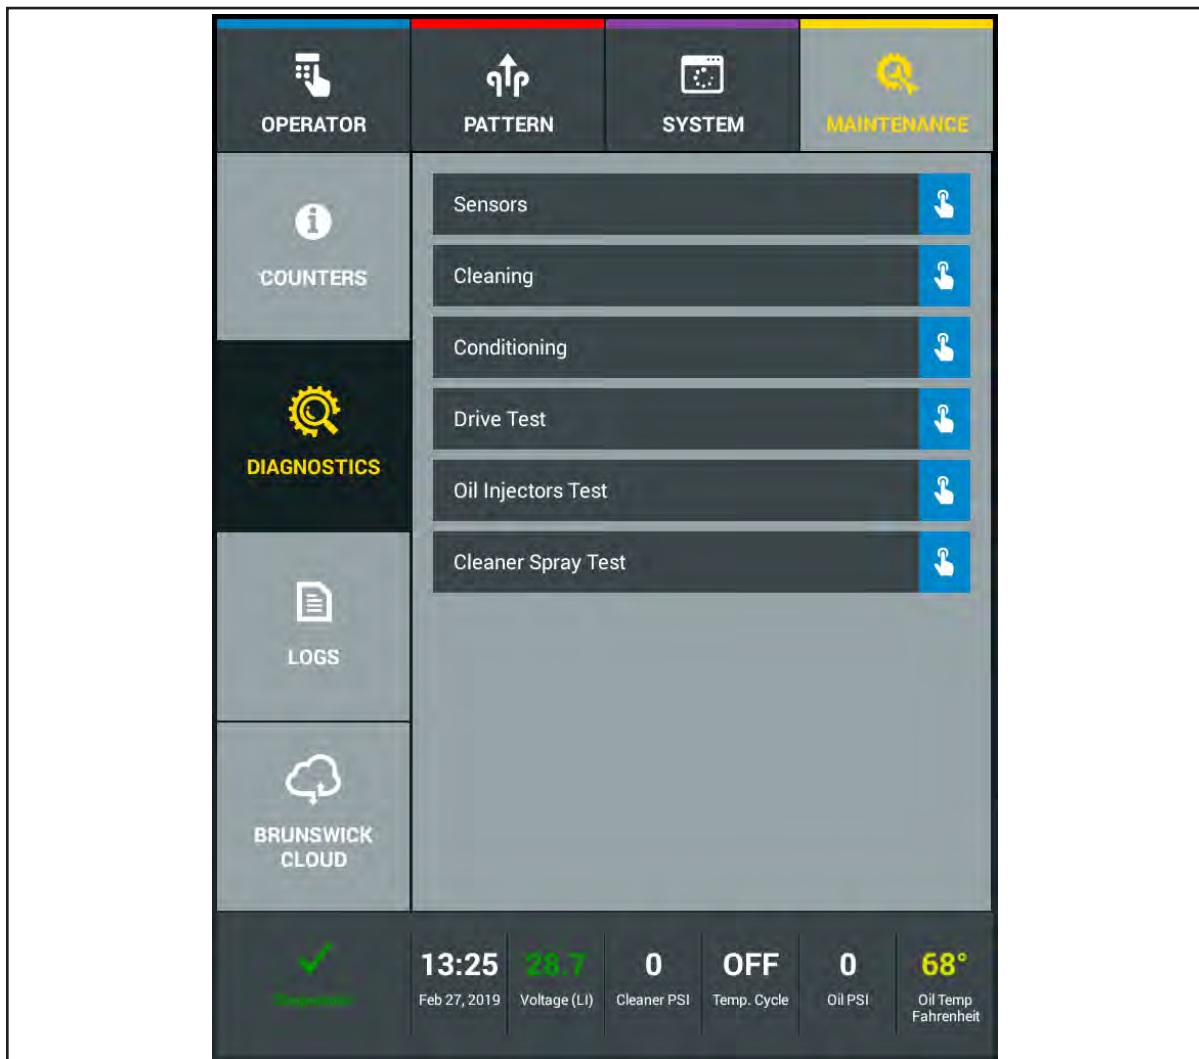 OPERATOR
PATTERN
SYSTEM
MAINTENANCE
COUNTERS
DIAGNOSTICS
LOGS
BRUNSWICK
CLOUD
Sensors
Cleaning
Conditioning
Drive Test
Oil Injectors Test
Cleaner Spray Test
13:25
Feb 27, 2019
28.7
Voltage (LI)
0
Cleaner PSI
OFF
Temp. Cycle
0
Oil PSI
68°
Oil Temp
Fahrenheit